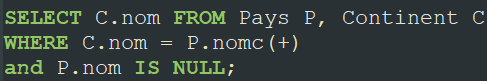 SELECT C.nom FROM Pays P, Continent C
WHERE C.nom = P.nomc(+)
and P.nom IS NULL;